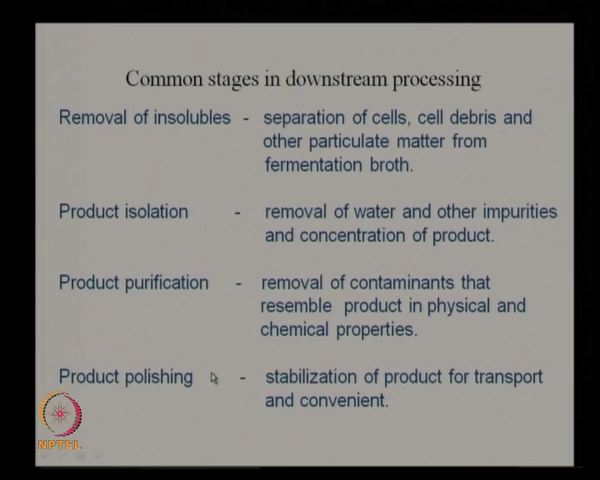 Common stages in downstream processing
Removal of insolubles - separation of cells, cell debris and
other particulate matter from
fermentation broth.
Product isolation - removal of water and other impurities
and concentration of product.
Product purification - removal of contaminants that
resemble product in physical and
chemical properties.
Product polishing - stabilization of product for transport
and convenient.
NPTEL